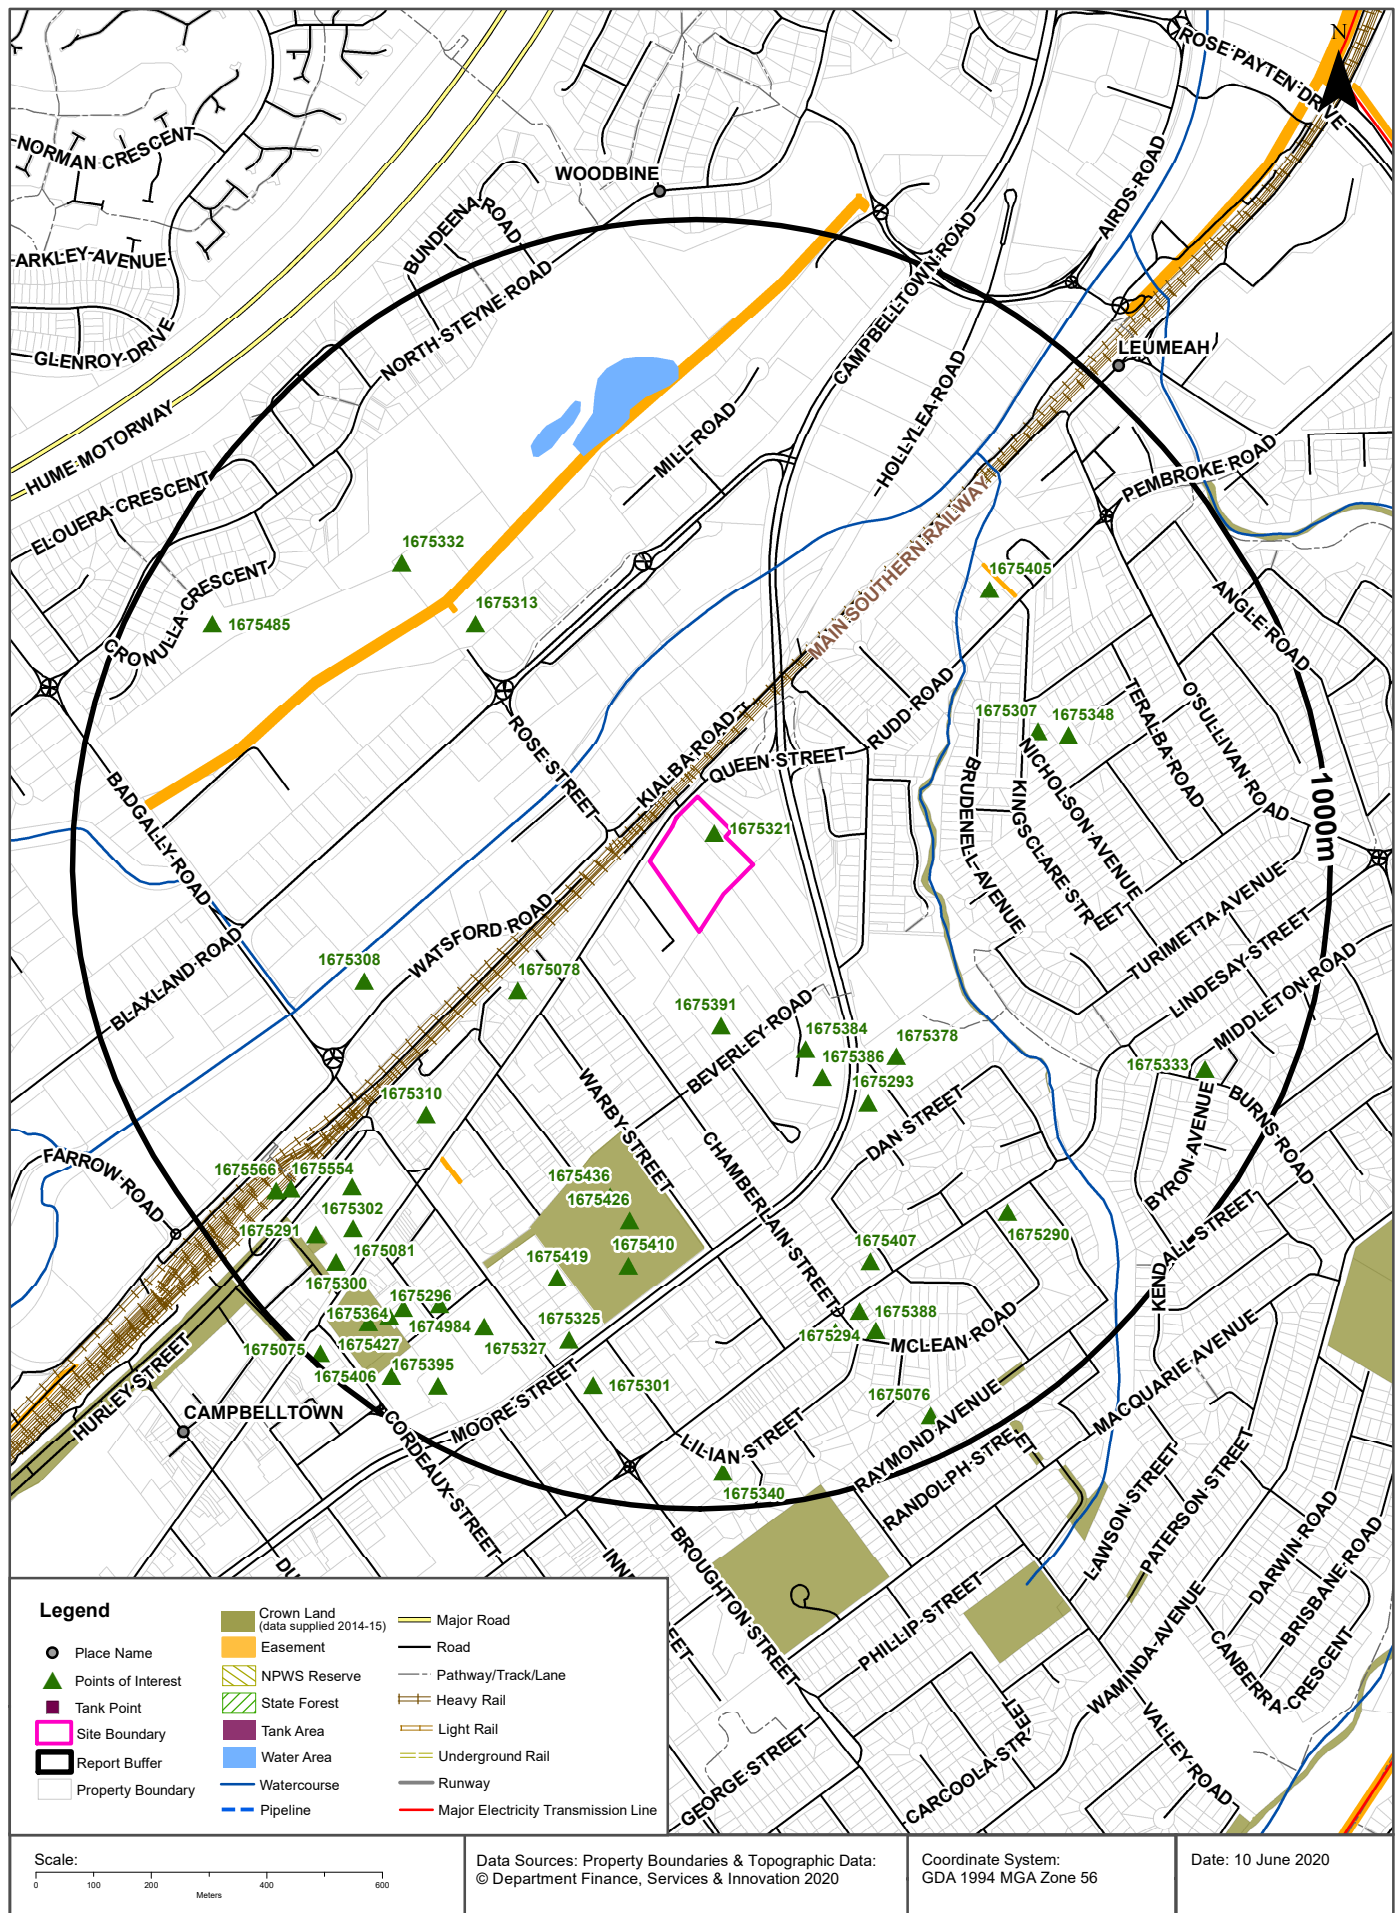 N
ROSE PAYTEN DRIVE
NORMAN CRESCENT
WOODBINE
AIRDS ROAD
BUNDEENA ROAD
ARKLEY AVENUE
CAMPBELLTOWN ROAD
NORTH STEYNE ROAD
GLENROY DRIVE
LEUMEAH
HOLLYLEA ROAD
HUME MOTORWAY
MILL ROAD
PEMBROKE ROAD
ELOUERA CRESCENT
MAIN SOUTHERN RAILWAY
1675332
1675405
CRONULLA CRESCENT
1675313
1675485
ANGLE ROAD
RUDD ROAD
TERALBA ROAD
O'SULLIVAN ROAD
1675307
1675348
ROSE STREET
KIALBA ROAD
QUEEN STREET
NICHOLSON AVENUE
BRUDENELL AVENUE
KINGSCLARE STREET
1000m
BADGALLY ROAD
1675321
TURIMETTA AVENUE
LINDESAY STREET
WATSFORD ROAD
MIDDLETON ROAD
BLAXLAND ROAD
1675308
1675078
1675391
BEVERLEY ROAD
1675384
1675378
1675386
1675333
1675293
WARBY STREET
1675310
DAN STREET
BURNS ROAD
BYRON AVENUE
CHAMBERLAIN STREET
FARROW ROAD
1675566
1675554
1675436
1675426
1675302
1675291
1675290
KENDALL STREET
1675407
1675081
1675410
1675419
1675300
1675296
1675364
1675388
1674984
1675325
1675294
MCLEAN ROAD
1675427
1675327
1675075
1675395
1675406
1675301
HURLEY STREET
MACQUARIE AVENUE
1675076
CAMPBELLTOWN
CORDEAUX STREET
MOORE STREET
LILIAN STREET
RAYMOND AVENUE
RANDOLPH STREET
1675340
LAWSON STREET
PATERSON STREET
DARWIN ROAD
BRISBANE ROAD
DU
INN
EET
BROUGHTON STREET
PHILLIP STREET
WAMINDA AVENUE
CANBERRA CRESCENT
VALLEY ROAD
GEORGE STREET
CARCOOLA STREET
Legend
Place Name
Points of Interest
Tank Point
Site Boundary
Report Buffer
Property Boundary
Crown Land
(data supplied 2014-15)
Easement
NPWS Reserve
State Forest
Tank Area
Water Area
Watercourse
Pipeline
Major Road
Road
Pathway/Track/Lane
Heavy Rail
Light Rail
Underground Rail
Runway
Major Electricity Transmission Line
Scale:
0 100 200 400 600
Meters
Data Sources: Property Boundaries & Topographic Data:
© Department Finance, Services & Innovation 2020
Coordinate System:
GDA 1994 MGA Zone 56
Date: 10 June 2020